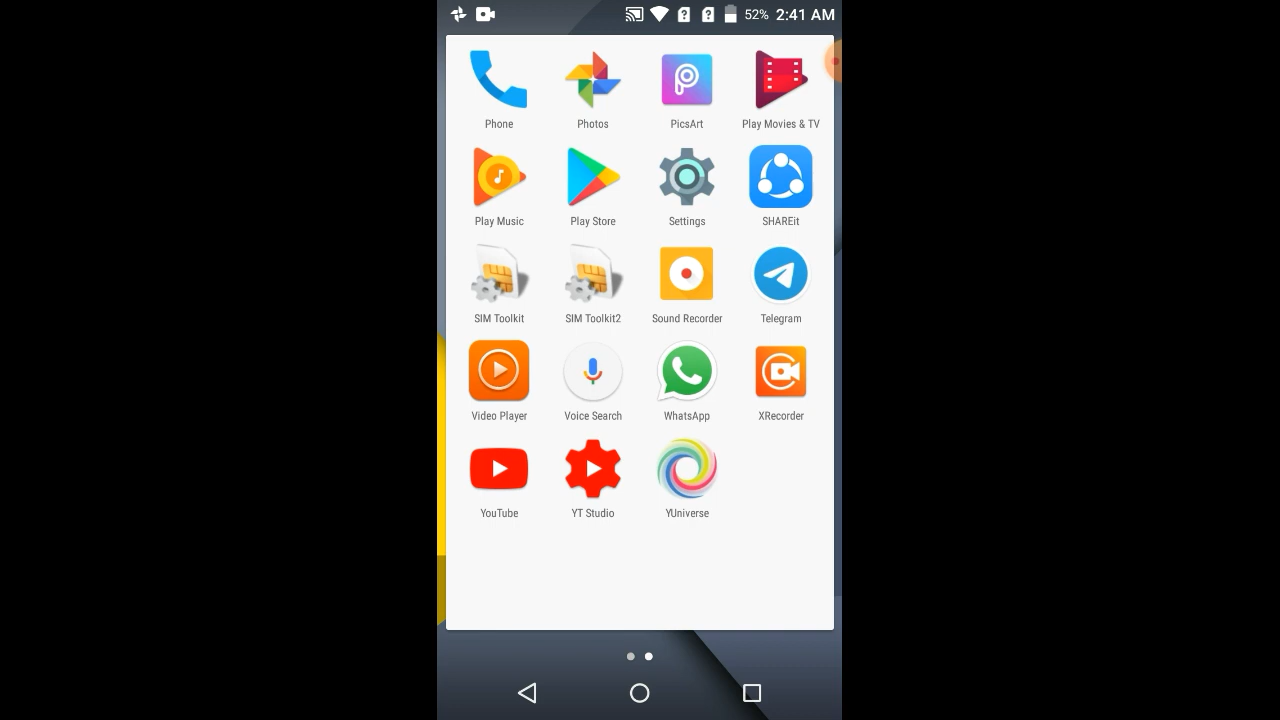 52% 2:41 AM
Phone Photos PicsArt Play Movies & TV
Play Music Play Store Settings SHAREit
SIM Toolkit SIM Toolkit2 Sound Recorder Telegram
Video Player Voice Search WhatsApp XRecorder
YouTube YT Studio YUniverse